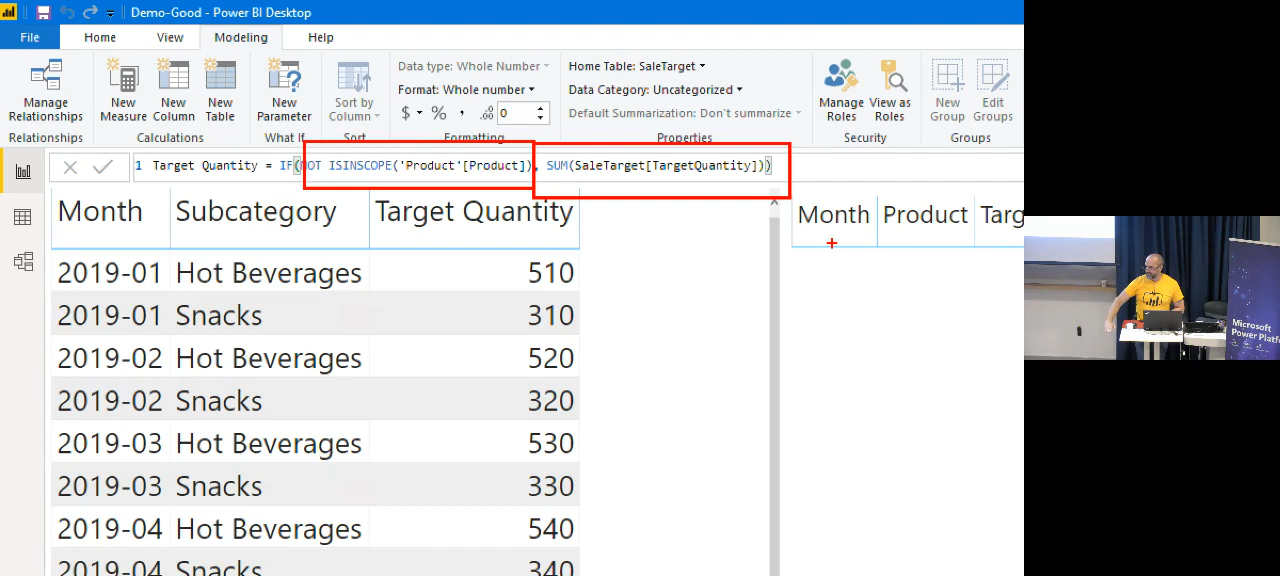 Demo-Good - Power BI Desktop
File Home View Modeling Help
Manage Relationships
New Measure
New Column
New Table
New Parameter
Sort by Column
Data type: Whole Number
Format: Whole number
$ % , .00 0
Home Table: SaleTarget
Data Category: Uncategorized
Default Summarization: Don't summarize
Manage Roles
View as Roles
New Group
Edit Groups
Relationships Calculations What If Sort Formatting Properties Security Groups
1 Target Quantity = IF(NOT ISINSCOPE('Product'[Product]), SUM(SaleTarget[TargetQuantity]))
Month Subcategory Target Quantity
2019-01 Hot Beverages 510
2019-01 Snacks 310
2019-02 Hot Beverages 520
2019-02 Snacks 320
2019-03 Hot Beverages 530
2019-03 Snacks 330
2019-04 Hot Beverages 540
2019-04 Snacks 340
Month Product Targ
Microsoft
Power Platf